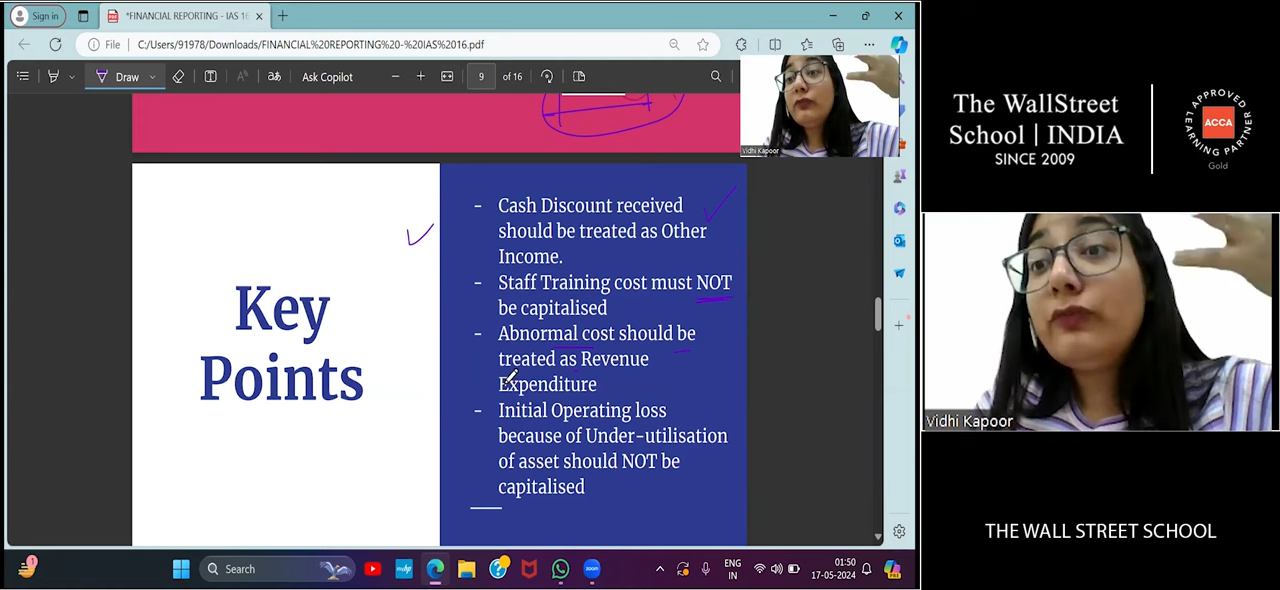 Sign in
*FINANCIAL REPORTING - IAS 16
File
C:/Users/91978/Downloads/FINANCIAL%20REPORTING%20-%20IAS%2016.pdf
Draw
Ask Copilot
9
of 16
Vidhi Kapoor
Key
Points
- Cash Discount received
should be treated as Other
Income.
- Staff Training cost must NOT
be capitalised
- Abnormal cost should be
treated as Revenue
Expenditure
- Initial Operating loss
because of Under-utilisation
of asset should NOT be
capitalised
Search
ENG
IN
01:50
17-05-2024
The WallStreet
School | INDIA
SINCE 2009
APPROVED
LEARNING PARTNER
ACCA
Gold
Vidhi Kapoor
THE WALL STREET SCHOOL